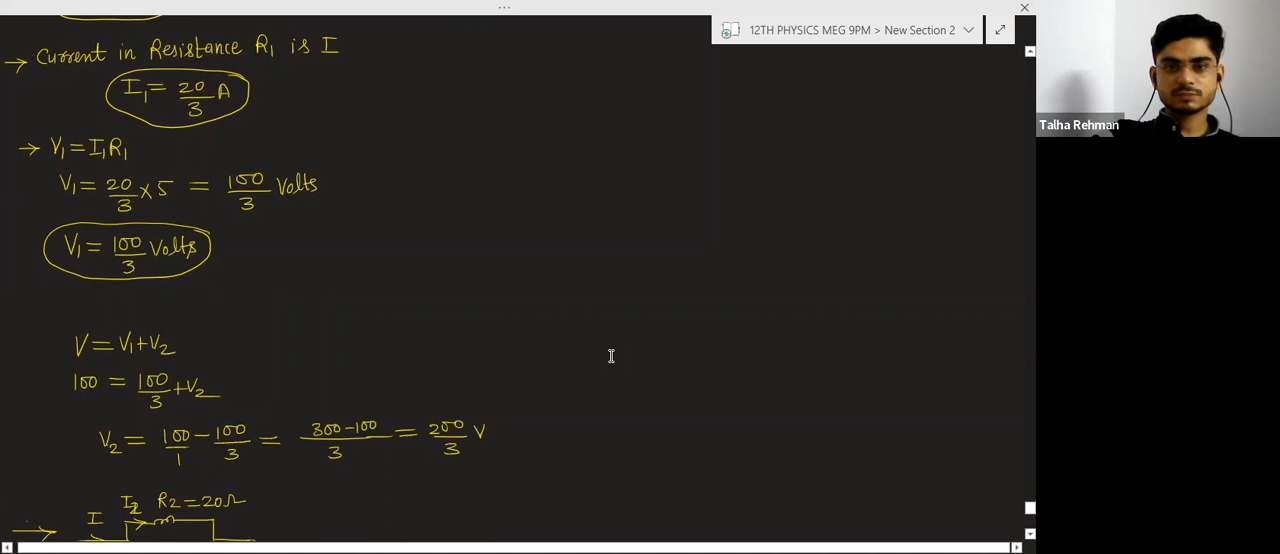 12TH PHYSICS MEG 9PM > New Section 2
Talha Rehman
→ Current in Resistance R₁ is I
I₁ = 20/3 A
→ V₁ = I₁R₁
V₁ = 20/3 × 5 = 100/3 Volts
V₁ = 100/3 Volts
V = V₁ + V₂
100 = 100/3 + V₂
V₂ = 100/1 − 100/3 = 300−100/3 = 200/3 V
I₂ R₂ = 20Ω
→ I